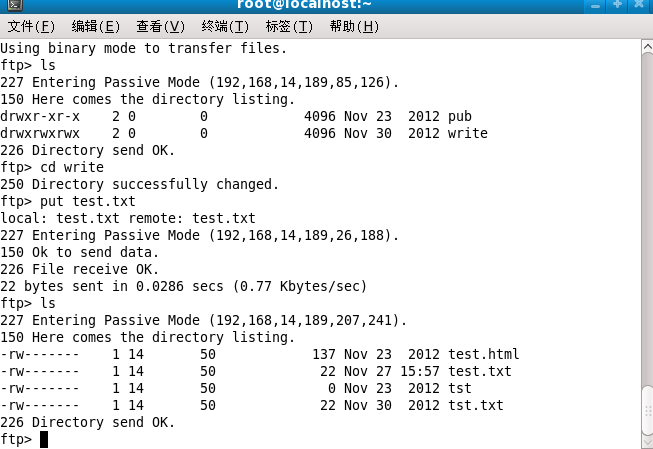 root@localhost:~
文件(F) 编辑(E) 查看(V) 终端(T) 标签(T) 帮助(H)
Using binary mode to transfer files.
ftp> ls
227 Entering Passive Mode (192,168,14,189,85,126).
150 Here comes the directory listing.
drwxr-xr-x    2 0        0            4096 Nov 23  2012 pub
drwxrwxrwx    2 0        0            4096 Nov 30  2012 write
226 Directory send OK.
ftp> cd write
250 Directory successfully changed.
ftp> put test.txt
local: test.txt remote: test.txt
227 Entering Passive Mode (192,168,14,189,26,188).
150 Ok to send data.
226 File receive OK.
22 bytes sent in 0.0286 secs (0.77 Kbytes/sec)
ftp> ls
227 Entering Passive Mode (192,168,14,189,207,241).
150 Here comes the directory listing.
-rw-------    1 14       50            137 Nov 23  2012 test.html
-rw-------    1 14       50             22 Nov 27 15:57 test.txt
-rw-------    1 14       50              0 Nov 23  2012 tst
-rw-------    1 14       50             22 Nov 30  2012 tst.txt
226 Directory send OK.
ftp>